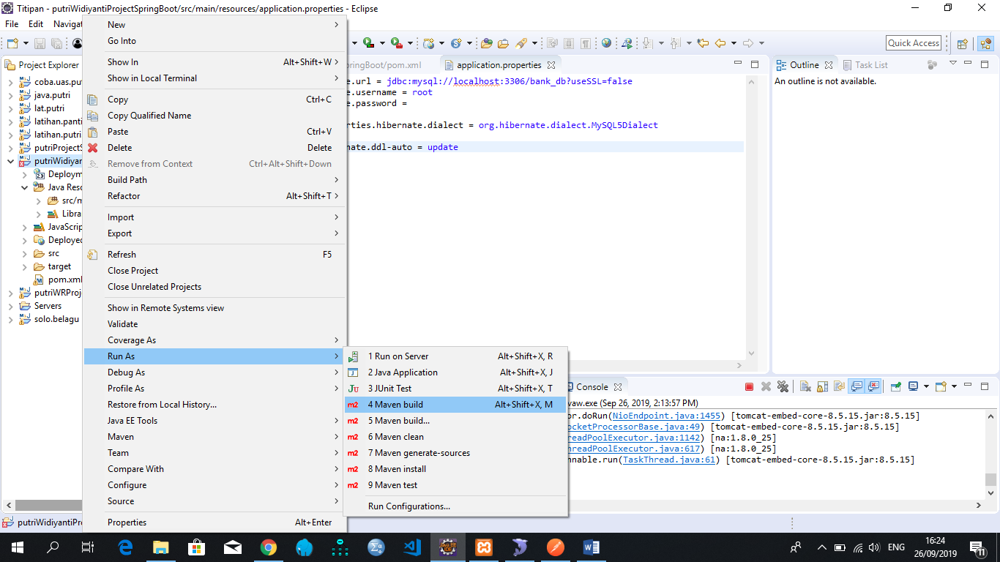 Titipan - putriWidiyantiProjectSpringBoot/src/main/resources/application.properties - Eclipse
File Edit Navigat
Quick Access
Project Explorer
coba.uas.pu
java.putri
lat.putri
latihan.panti
latihan.putri
putriProjectS
putriWidiyan
Deploym
Java Reso
src/m
Libra
JavaScrip
Deployed
src
target
pom.xml
putriWRProj
Servers
solo.belagu
New
Go Into
Show In Alt+Shift+W
Show in Local Terminal
Copy Ctrl+C
Copy Qualified Name
Paste Ctrl+V
Delete Delete
Remove from Context Ctrl+Alt+Shift+Down
Build Path
Refactor Alt+Shift+T
Import
Export
Refresh F5
Close Project
Close Unrelated Projects
Show in Remote Systems view
Validate
Coverage As
Run As
Debug As
Profile As
Restore from Local History...
Java EE Tools
Maven
Team
Compare With
Configure
Source
Properties Alt+Enter
1 Run on Server Alt+Shift+X, R
2 Java Application Alt+Shift+X, J
3 JUnit Test Alt+Shift+X, T
4 Maven build Alt+Shift+X, M
5 Maven build...
6 Maven clean
7 Maven generate-sources
8 Maven install
9 Maven test
Run Configurations...
ringBoot/pom.xml application.properties
e.url = jdbc:mysql://localhost:3306/bank_db?useSSL=false
e.username = root
e.password =
rties.hibernate.dialect = org.hibernate.dialect.MySQL5Dialect
nate.ddl-auto = update
Outline Task List
An outline is not available.
Console
vaw.exe (Sep 26, 2019, 2:13:57 PM)
or.doRun(NioEndpoint.java:1455) [tomcat-embed-core-8.5.15.jar:8.5.15]
ocketProcessorBase.java:49) [tomcat-embed-core-8.5.15.jar:8.5.15]
readPoolExecutor.java:1142) [na:1.8.0_25]
readPoolExecutor.java:617) [na:1.8.0_25]
nnable.run(TaskThread.java:61) [tomcat-embed-core-8.5.15.jar:8.5.15]
putriWidiyantiPro
ENG
16:24
26/09/2019
11